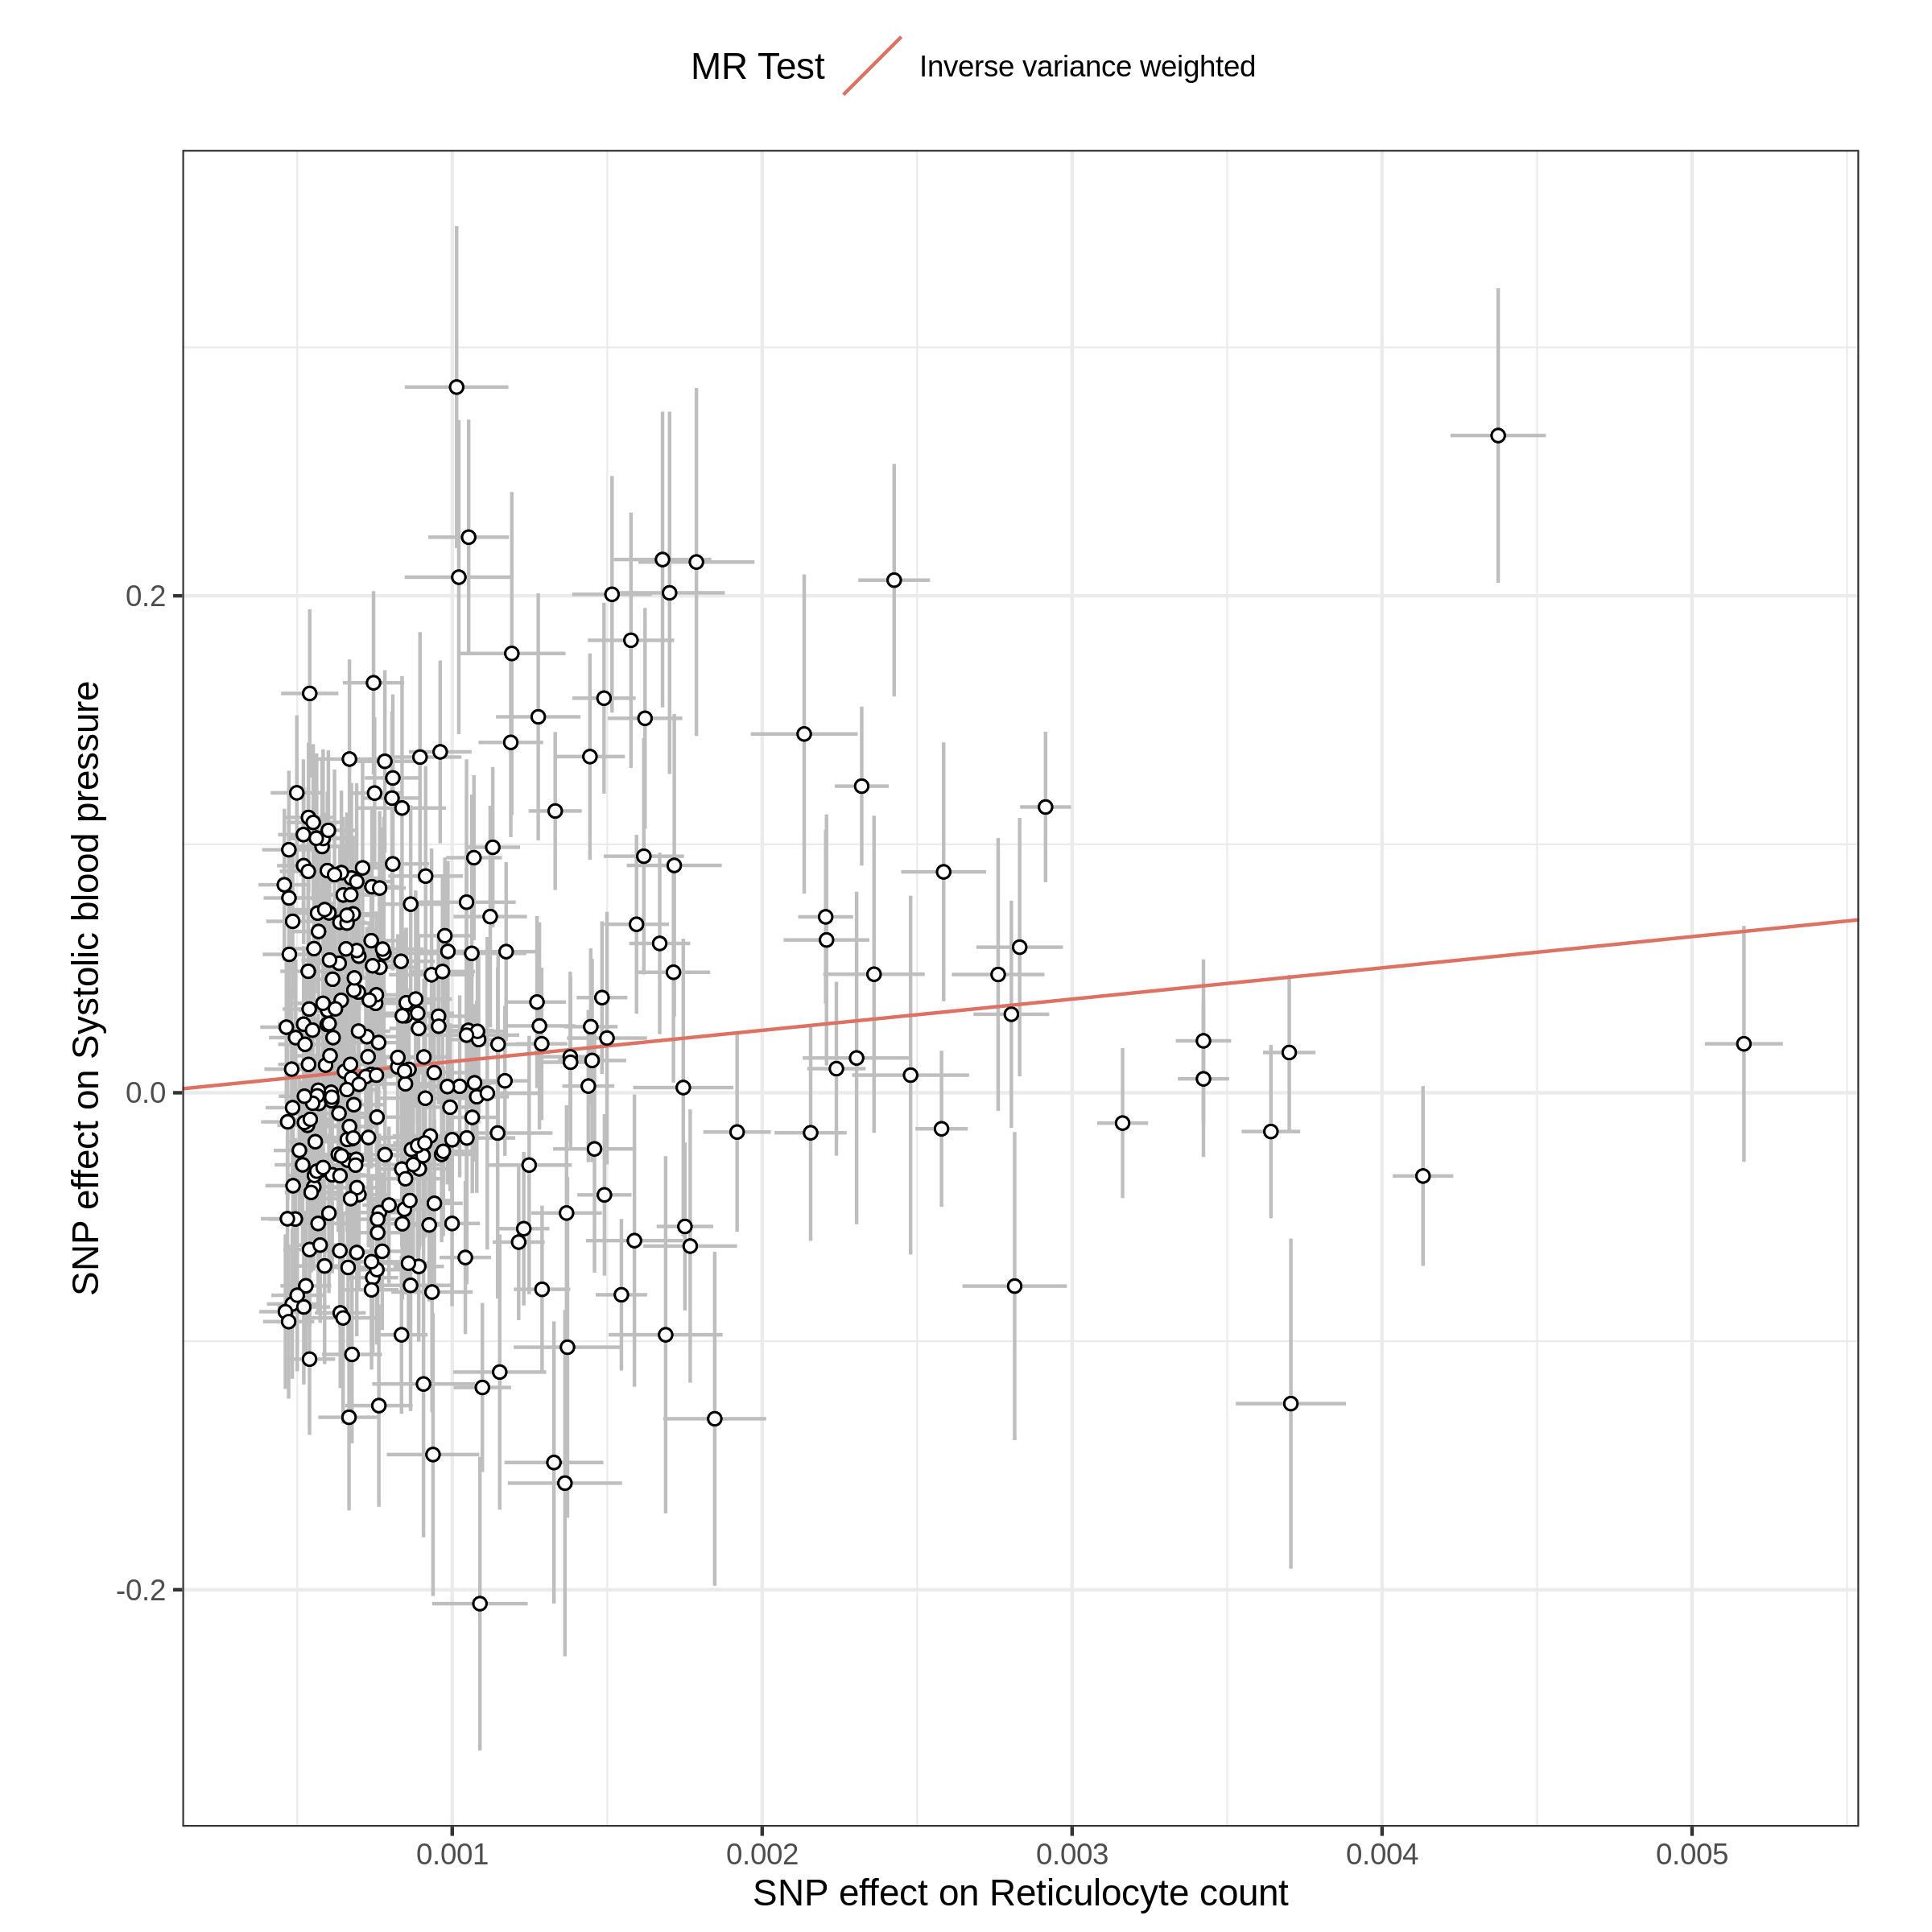 MR Test
Inverse variance weighted
SNP effect on Systolic blood pressure
0.2
0.0
-0.2
0.001
0.002
0.003
0.004
0.005
SNP effect on Reticulocyte count